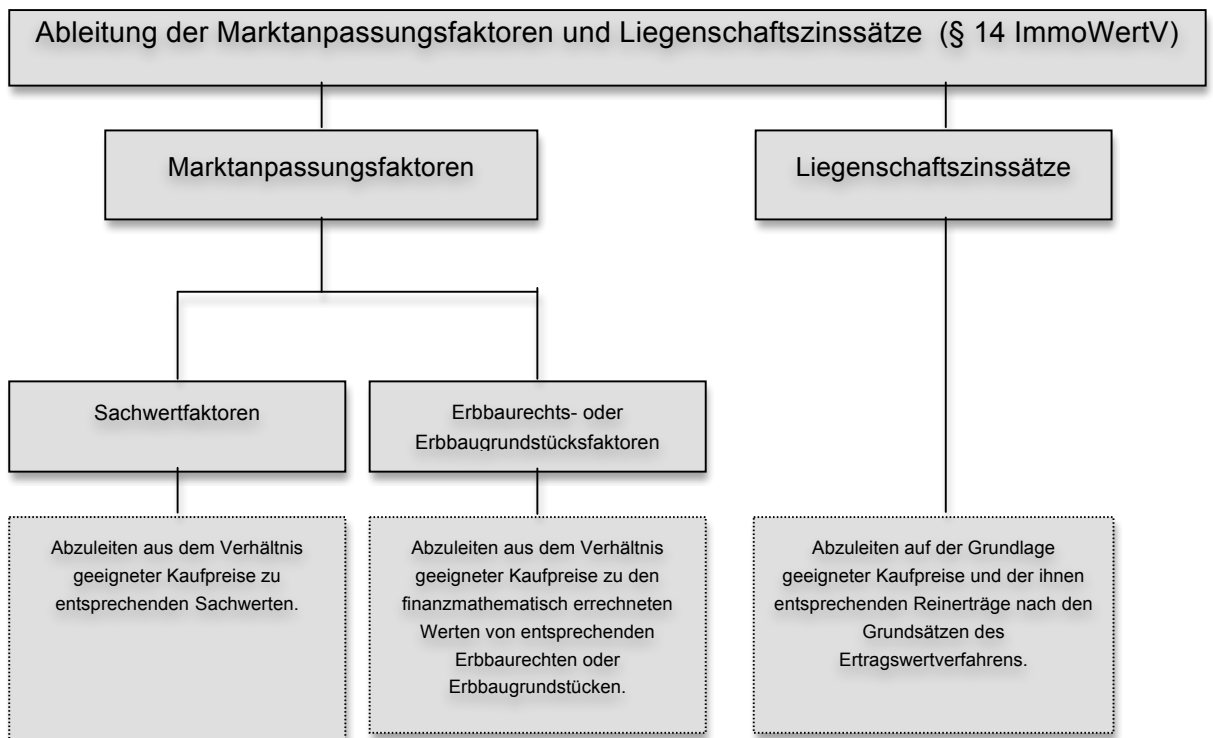 Ableitung der Marktanpassungsfaktoren und Liegenschaftszinssätze (§ 14 ImmoWertV)
Marktanpassungsfaktoren
Liegenschaftszinssätze
Sachwertfaktoren
Erbbaurechts- oder
Erbbaugrundstücksfaktoren
Abzuleiten aus dem Verhältnis
geeigneter Kaufpreise zu
entsprechenden Sachwerten.
Abzuleiten aus dem Verhältnis
geeigneter Kaufpreise zu den
finanzmathematisch errechneten
Werten von entsprechenden
Erbbaurechten oder
Erbbaugrundstücken.
Abzuleiten auf der Grundlage
geeigneter Kaufpreise und der ihnen
entsprechenden Reinerträge nach den
Grundsätzen des
Ertragswertverfahrens.